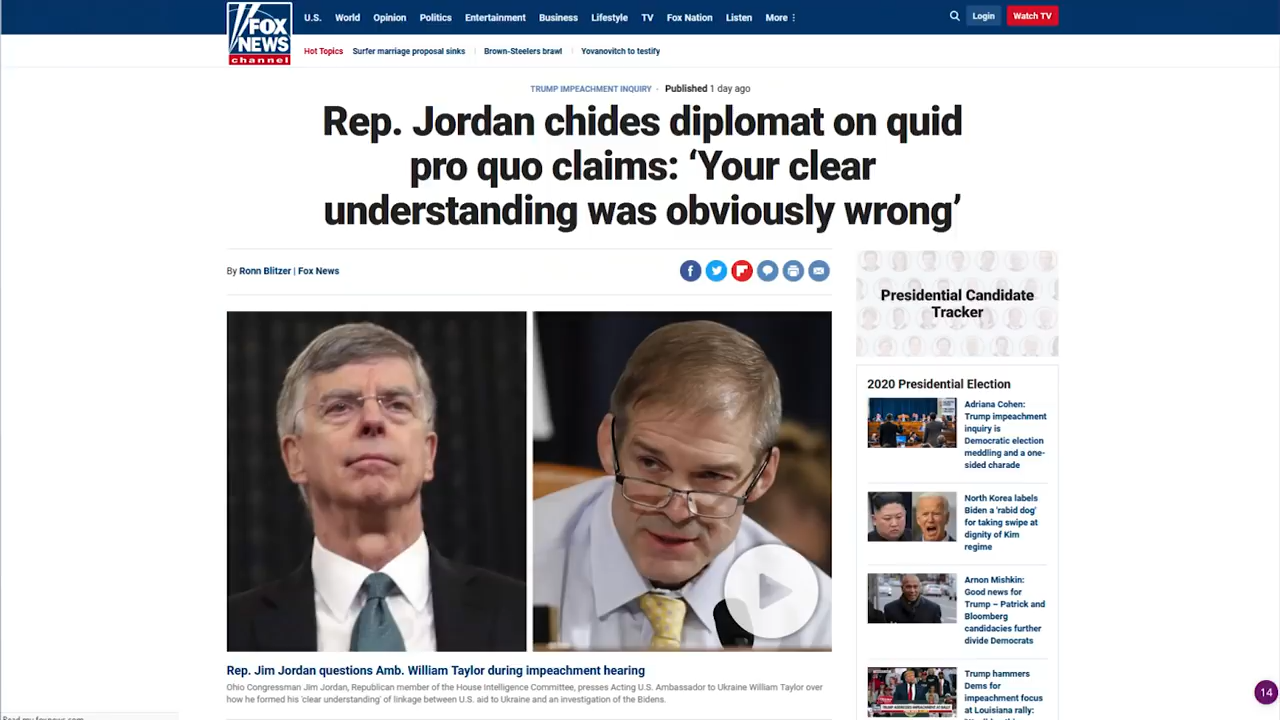 FOX
NEWS
channel
U.S. World Opinion Politics Entertainment Business Lifestyle TV Fox Nation Listen More
Login
Watch TV
Hot Topics Surfer marriage proposal sinks Brown-Steelers brawl Yovanovitch to testify
TRUMP IMPEACHMENT INQUIRY · Published 1 day ago
Rep. Jordan chides diplomat on quid
pro quo claims: ‘Your clear
understanding was obviously wrong’
By Ronn Blitzer | Fox News
Presidential Candidate
Tracker
Rep. Jim Jordan questions Amb. William Taylor during impeachment hearing
Ohio Congressman Jim Jordan, Republican member of the House Intelligence Committee, presses Acting U.S. Ambassador to Ukraine William Taylor over
how he formed his 'clear understanding' of linkage between U.S. aid to Ukraine and an investigation of the Bidens.
2020 Presidential Election
Adriana Cohen:
Trump impeachment
inquiry is
Democratic election
meddling and a one-
sided charade
North Korea labels
Biden a 'rabid dog'
for taking swipe at
dignity of Kim
regime
Arnon Mishkin:
Good news for
Trump – Patrick and
Bloomberg
candidacies further
divide Democrats
Trump hammers
Dems for
impeachment focus
at Louisiana rally:
14